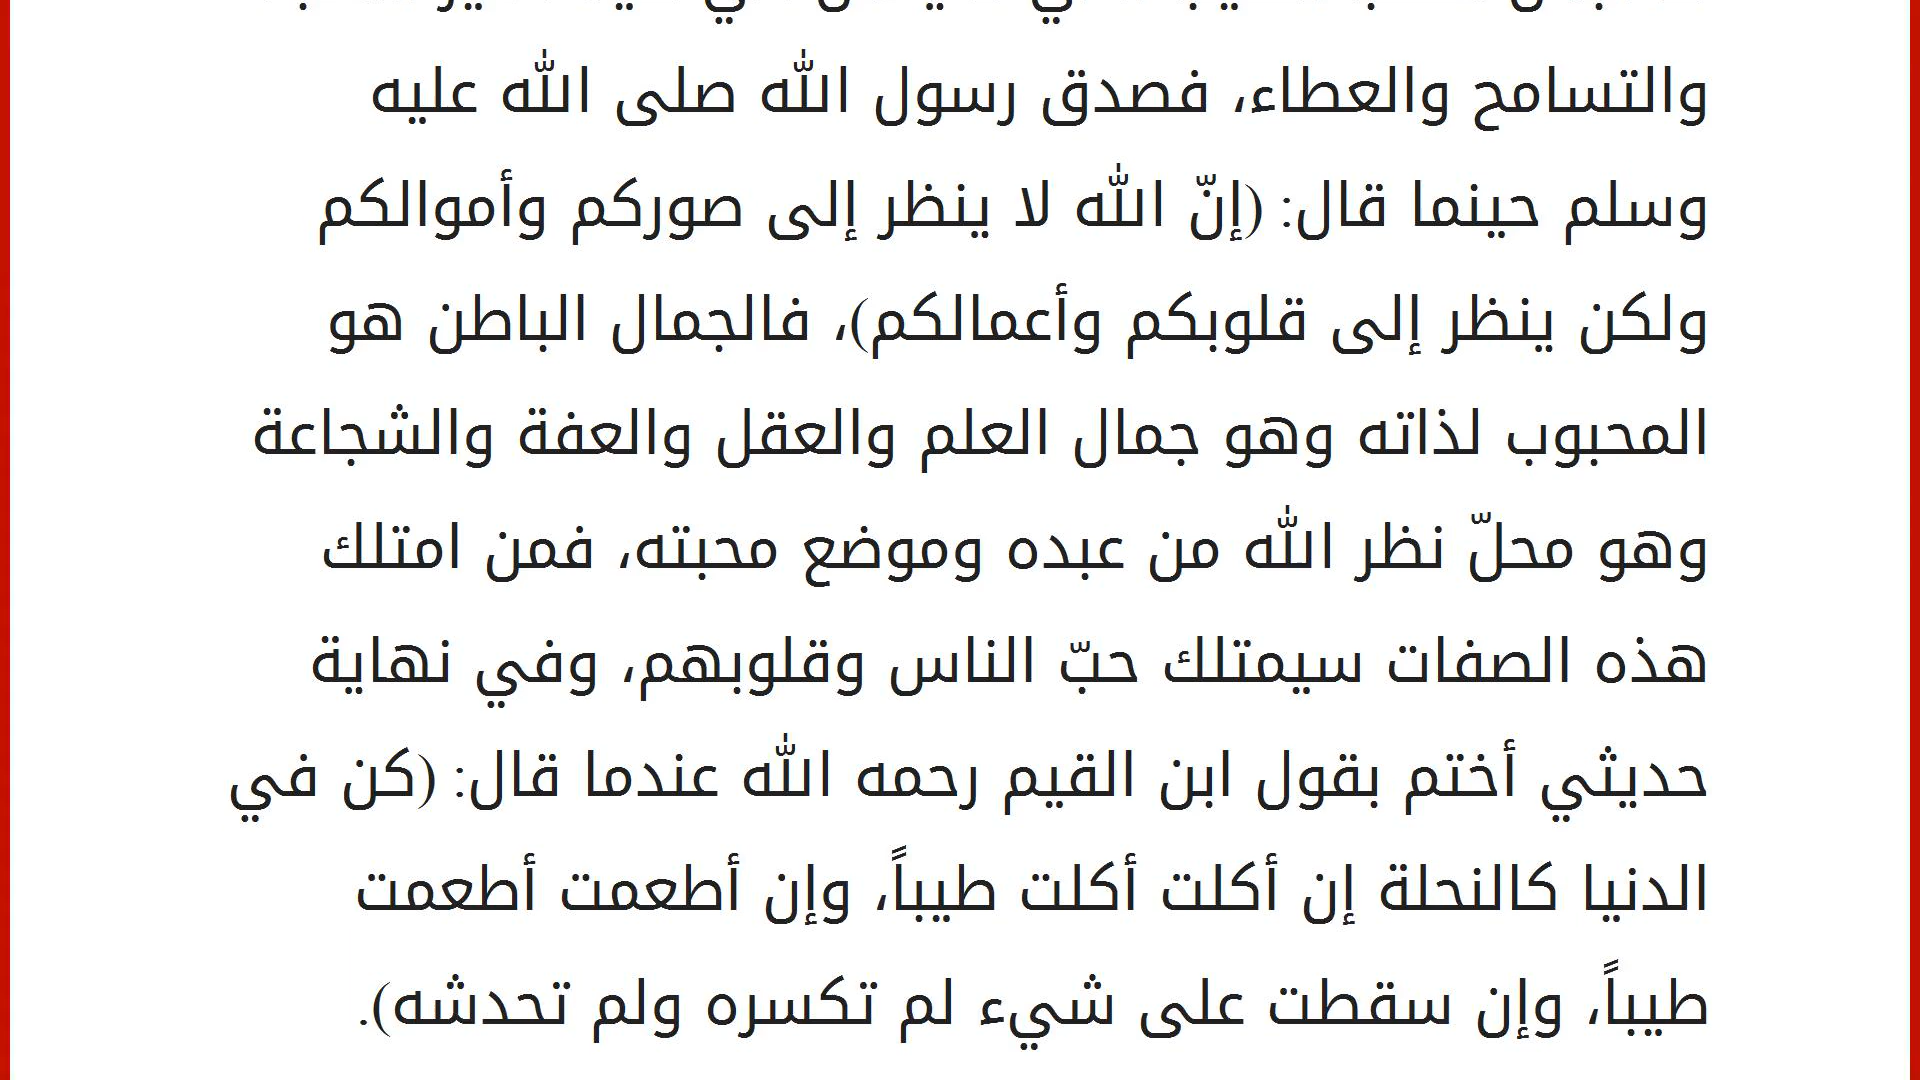 والتسامح والعطاء، فصدق رسول الله صلى الله عليه
وسلم حينما قال: (إنّ الله لا ينظر إلى صوركم وأموالكم
ولكن ينظر إلى قلوبكم وأعمالكم)، فالجمال الباطن هو
المحبوب لذاته وهو جمال العلم والعقل والعفة والشجاعة
وهو محلّ نظر الله من عبده وموضع محبته، فمن امتلك
هذه الصفات سيمتلك حبّ الناس وقلوبهم، وفي نهاية
حديثي أختم بقول ابن القيم رحمه الله عندما قال: (كن في
الدنيا كالنحلة إن أكلت أكلت طيباً، وإن أطعمت أطعمت
طيباً، وإن سقطت على شيء لم تكسره ولم تحدشه).